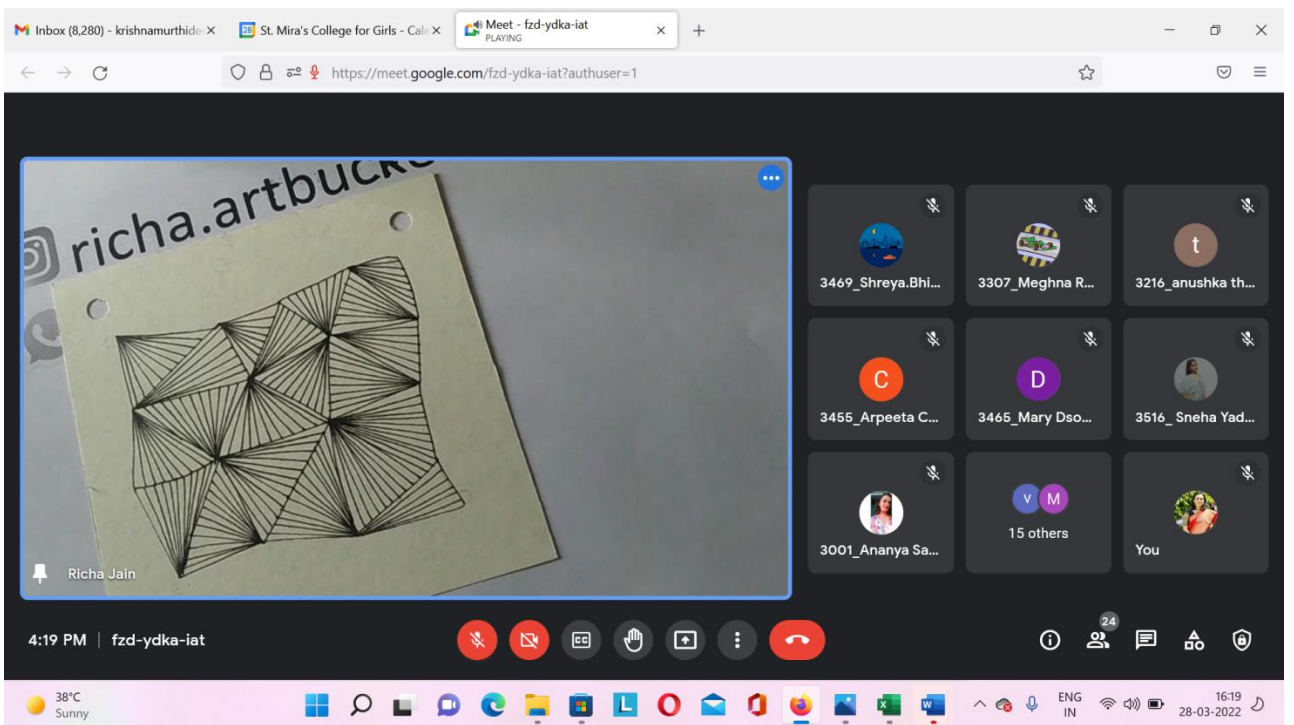 Inbox (8,280) - krishnamurthide
St. Mira's College for Girls - Cale
Meet - fzd-ydka-iat
PLAYING
https://meet.google.com/fzd-ydka-iat?authuser=1
richa.artbucke
Richa Jain
3469_Shreya.Bhi...
3307_Meghna R...
t
3216_anushka th...
C
3455_Arpeeta C...
D
3465_Mary Dso...
3516_ Sneha Yad...
3001_Ananya Sa...
V M
15 others
You
4:19 PM | fzd-ydka-iat
24
38°C
Sunny
ENG
IN
16:19
28-03-2022